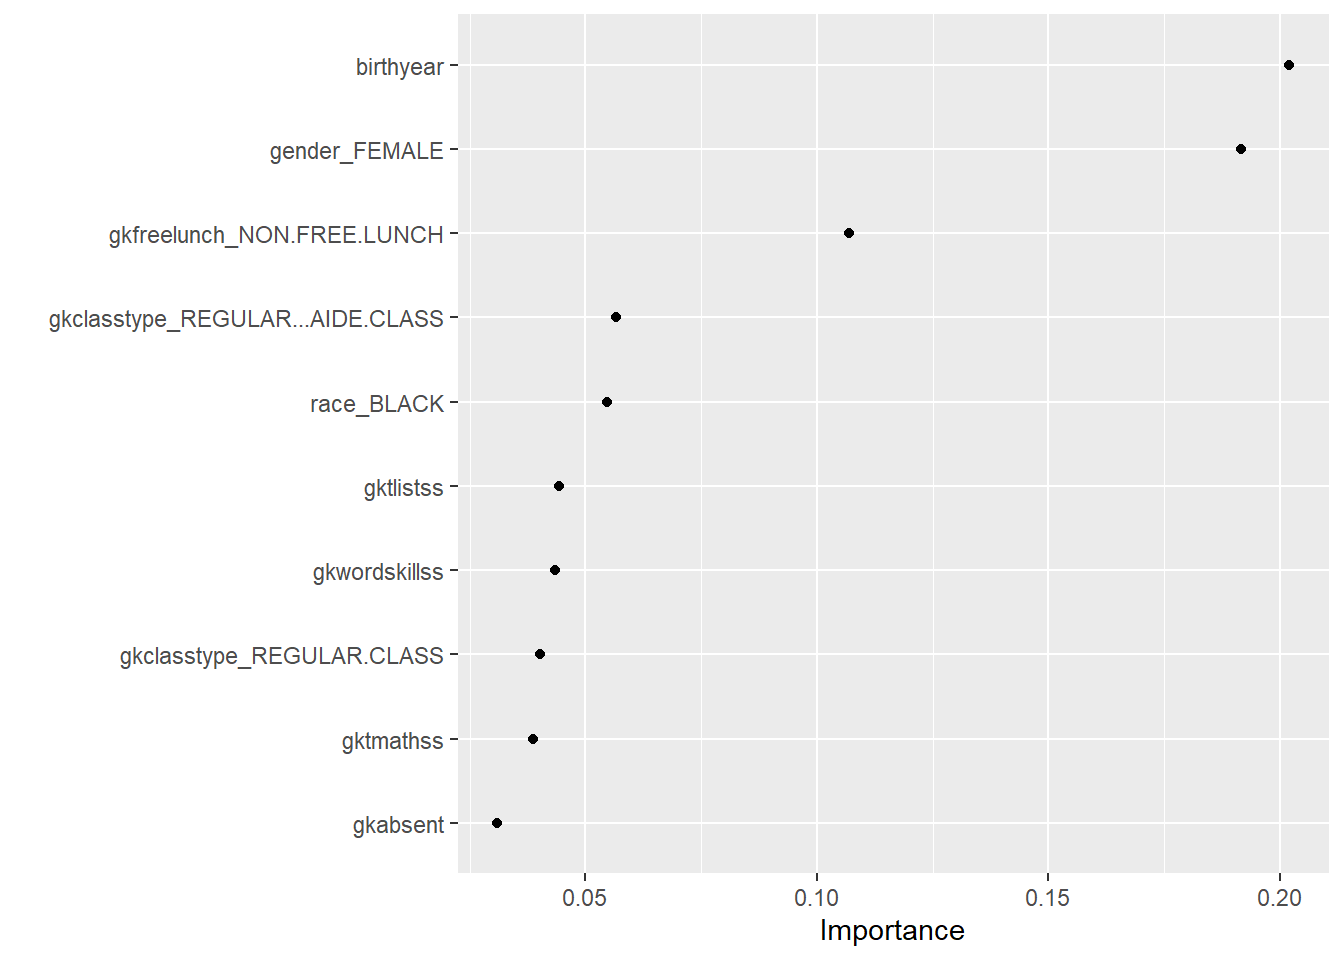 birthyear
gender_FEMALE
gkfreelunch_NON.FREE.LUNCH
gkclasstype_REGULAR...AIDE.CLASS
race_BLACK
gktlistss
gkwordskillss
gkclasstype_REGULAR.CLASS
gktmathss
gkabsent
0.05 0.10 0.15 0.20
Importance